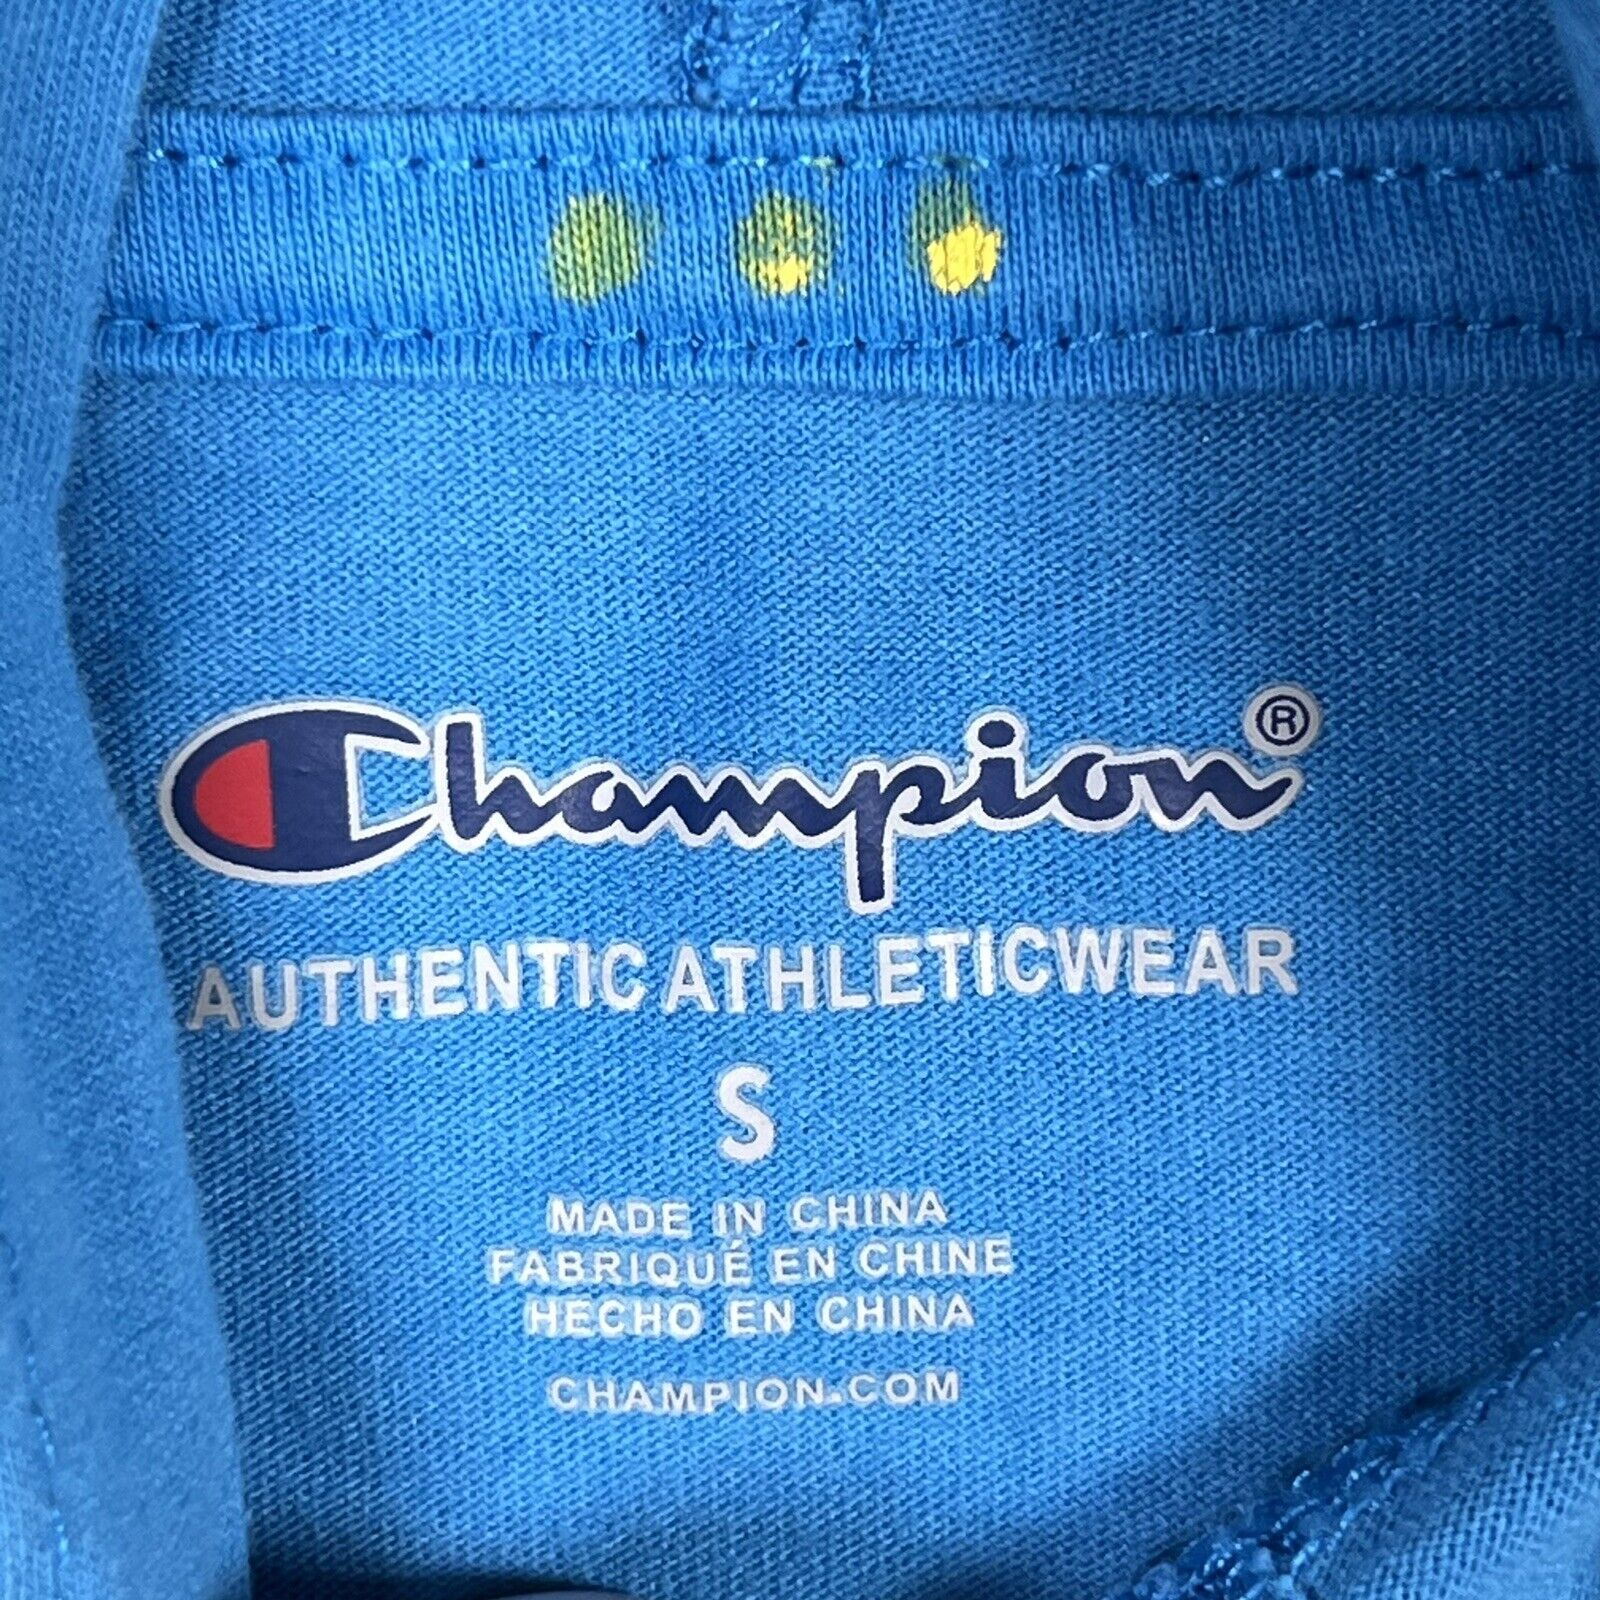 Champion®
AUTHENTIC ATHLETICWEAR
S
MADE IN CHINA
FABRIQUÉ EN CHINE
HECHO EN CHINA
CHAMPION.COM